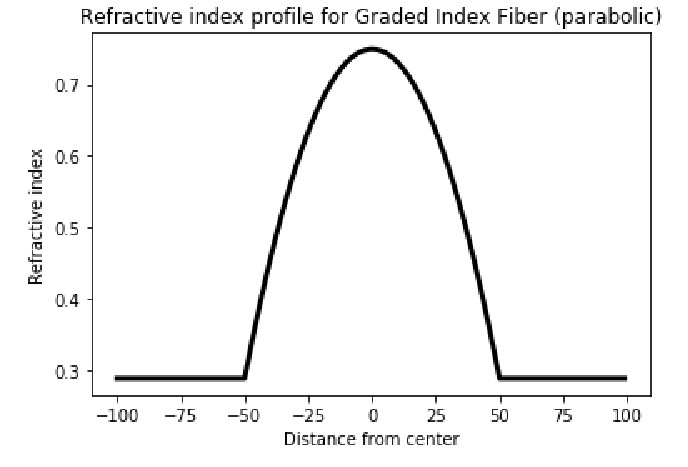 Refractive index profile for Graded Index Fiber (parabolic)
Refractive index
0.7
0.6
0.5
0.4
0.3
−100 −75 −50 −25 0 25 50 75 100
Distance from center